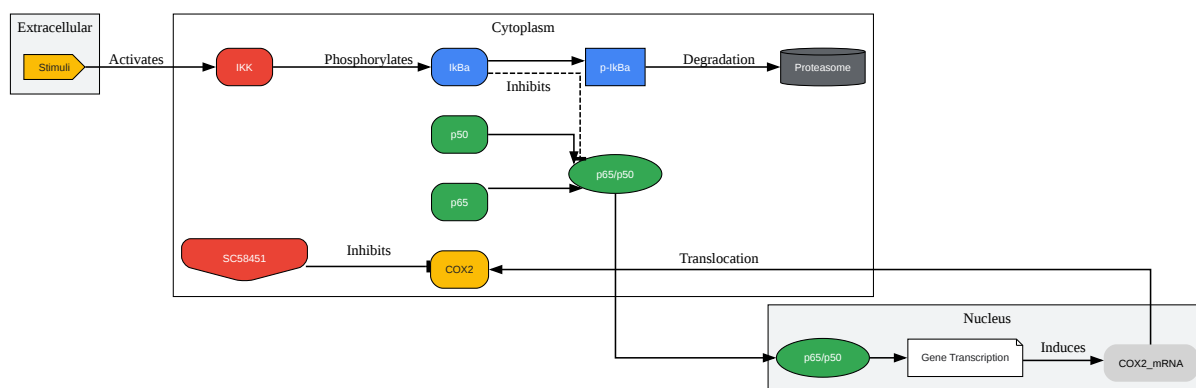 Extracellular
Cytoplasm
Stimuli
Activates
IKK
Phosphorylates
IkBa
p-IkBa
Degradation
Proteasome
Inhibits
p50
p65/p50
p65
SC58451
Inhibits
COX2
Translocation
Nucleus
p65/p50
Gene Transcription
Induces
COX2_mRNA